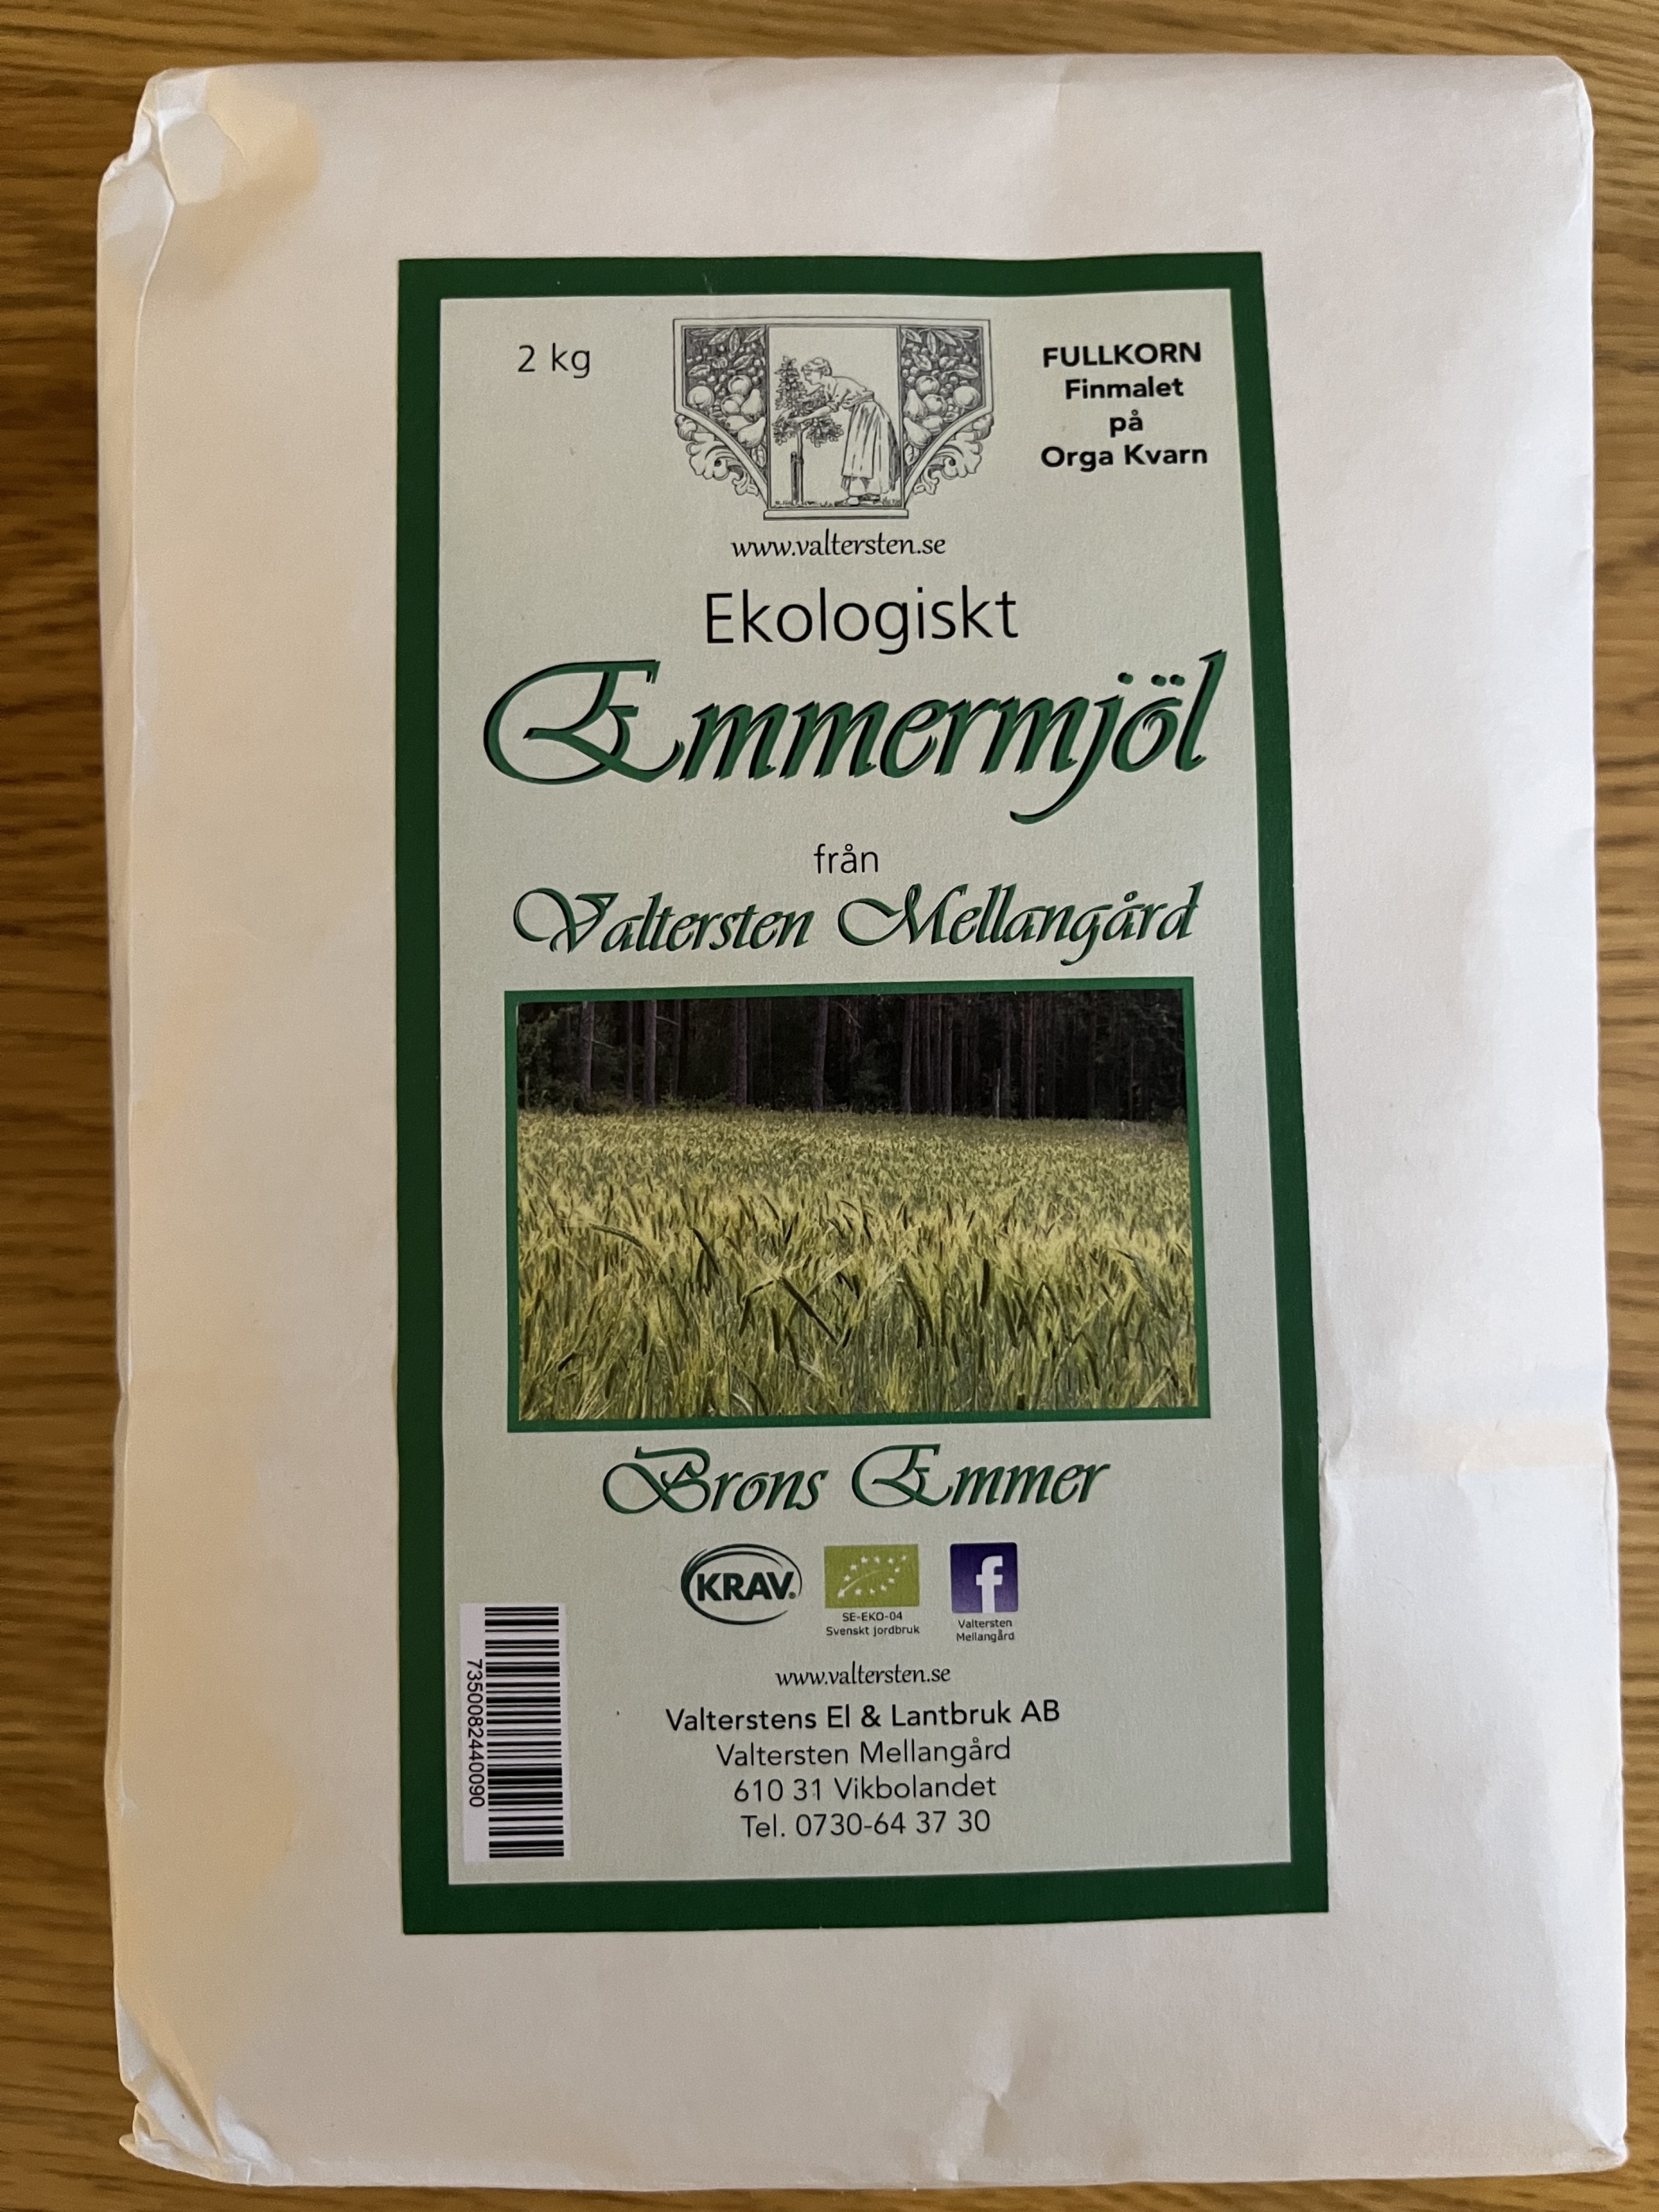 2 kg
FULLKORN
Finmalet
på
Orga Kvarn
www.valtersten.se
Ekologiskt
Emmermjöl
från
Valtersten Mellangård
Brons Emmer
KRAV®
SE-EKO-04
Svenskt jordbruk
f
Valtersten
Mellangård
7350082440090
www.valtersten.se
Valterstens El & Lantbruk AB
Valtersten Mellangård
610 31 Vikbolandet
Tel. 0730-64 37 30